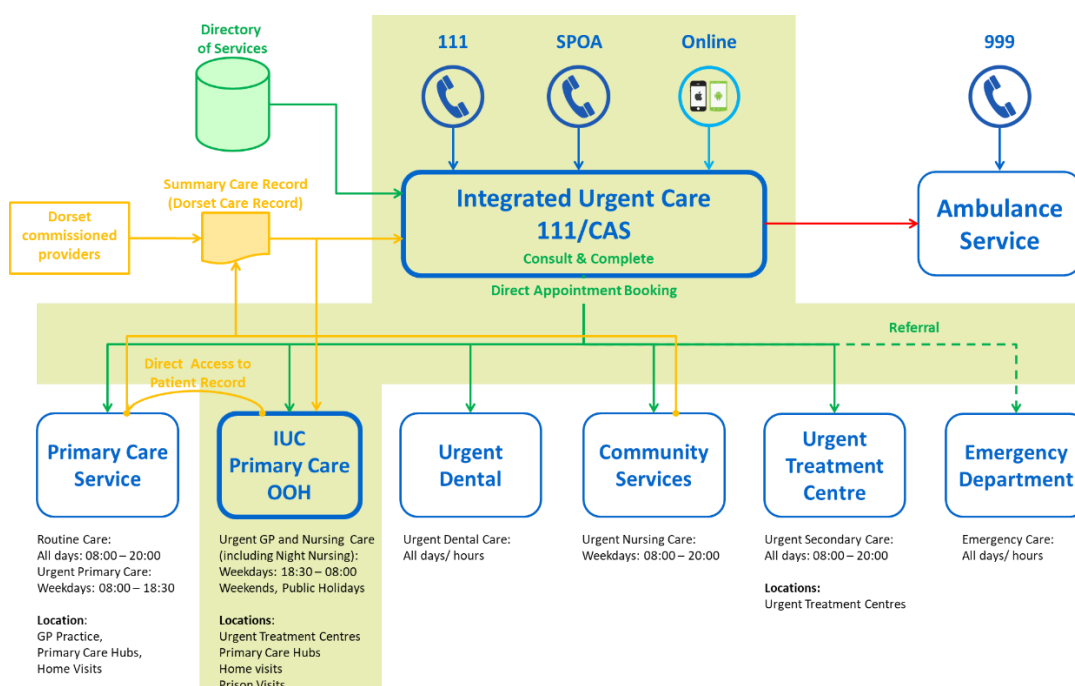 Directory
of Services
111
SPOA
Online
999
Summary Care Record
(Dorset Care Record)
Dorset
commissioned
providers
Integrated Urgent Care
111/CAS
Consult & Complete
Ambulance
Service
Direct Appointment Booking
Referral
Direct Access to
Patient Record
Primary Care
Service
IUC
Primary Care
OOH
Urgent
Dental
Community
Services
Urgent
Treatment
Centre
Emergency
Department
Routine Care:
All days: 08:00 – 20:00
Urgent Primary Care:
Weekdays: 08:00 – 18:30
Location:
GP Practice,
Primary Care Hubs,
Home Visits
Urgent GP and Nursing Care
(including Night Nursing):
Weekdays: 18:30 – 08:00
Weekends, Public Holidays
Locations:
Urgent Treatment Centres
Primary Care Hubs
Home visits
Prison Visits
Urgent Dental Care:
All days/ hours
Urgent Nursing Care:
Weekdays: 08:00 – 20:00
Urgent Secondary Care:
All days: 08:00 – 20:00
Locations:
Urgent Treatment Centres
Emergency Care:
All days/ hours